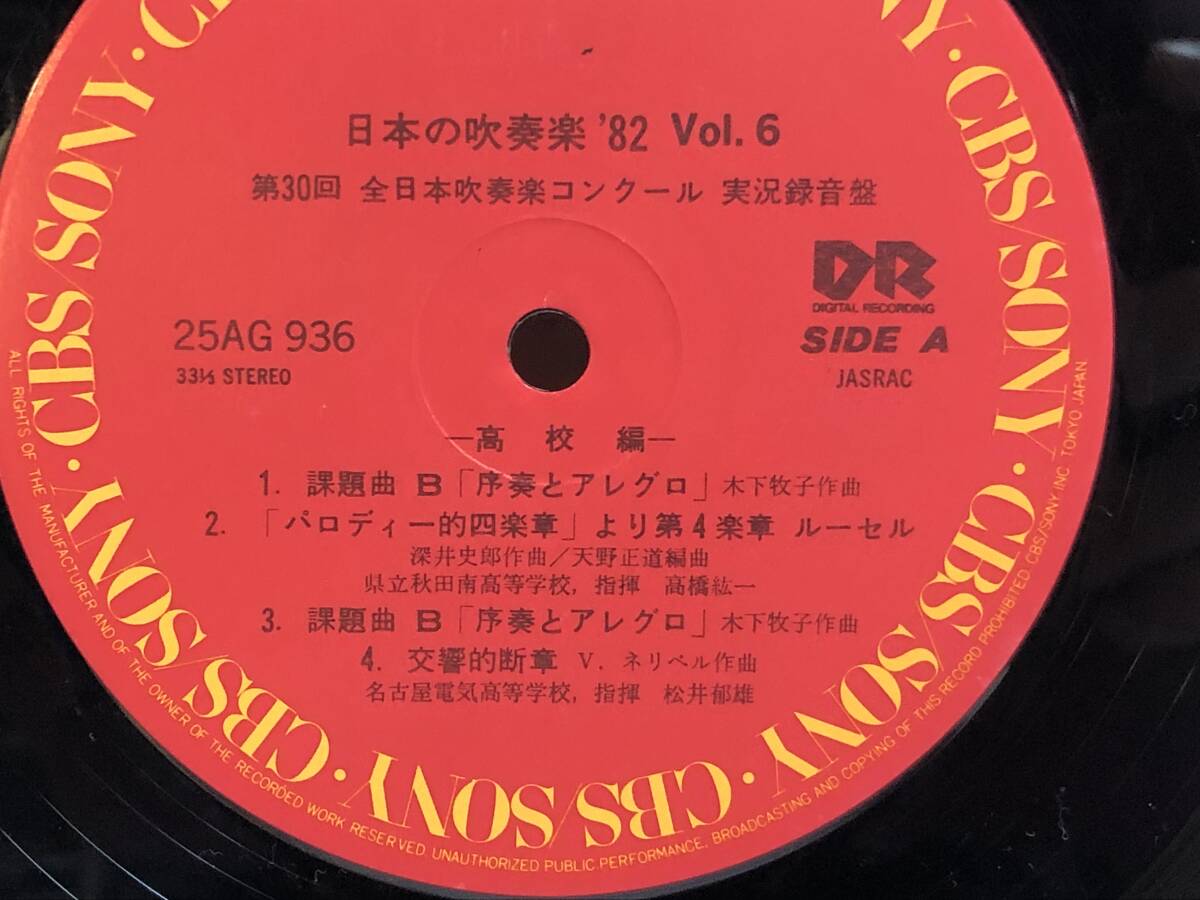 日本の吹奏楽 '82 Vol. 6
第30回 全日本吹奏楽コンクール 実況録音盤
DR
DIGITAL RECORDING
25AG 936
SIDE A
33⅓ STEREO
JASRAC
―高校編―
1. 課題曲 B「序奏とアレグロ」木下牧子作曲
2. 「パロディー的四楽章」より第4楽章 ルーセル
深井史郎作曲/天野正道編曲
県立秋田南高等学校, 指揮 高橋紘一
3. 課題曲 B「序奏とアレグロ」木下牧子作曲
4. 交響的断章 V. ネリベル作曲
名古屋電気高等学校, 指揮 松井郁雄
CBS/SONY · CBS/SONY · CBS/SONY · CBS/SONY · CBS/SONY · CBS/SONY
ALL RIGHTS OF THE MANUFACTURER AND OF THE OWNER OF THE RECORDED WORK RESERVED. UNAUTHORIZED PUBLIC PERFORMANCE, BROADCASTING AND COPYING OF THIS RECORD PROHIBITED. CBS/SONY INC. TOKYO JAPAN